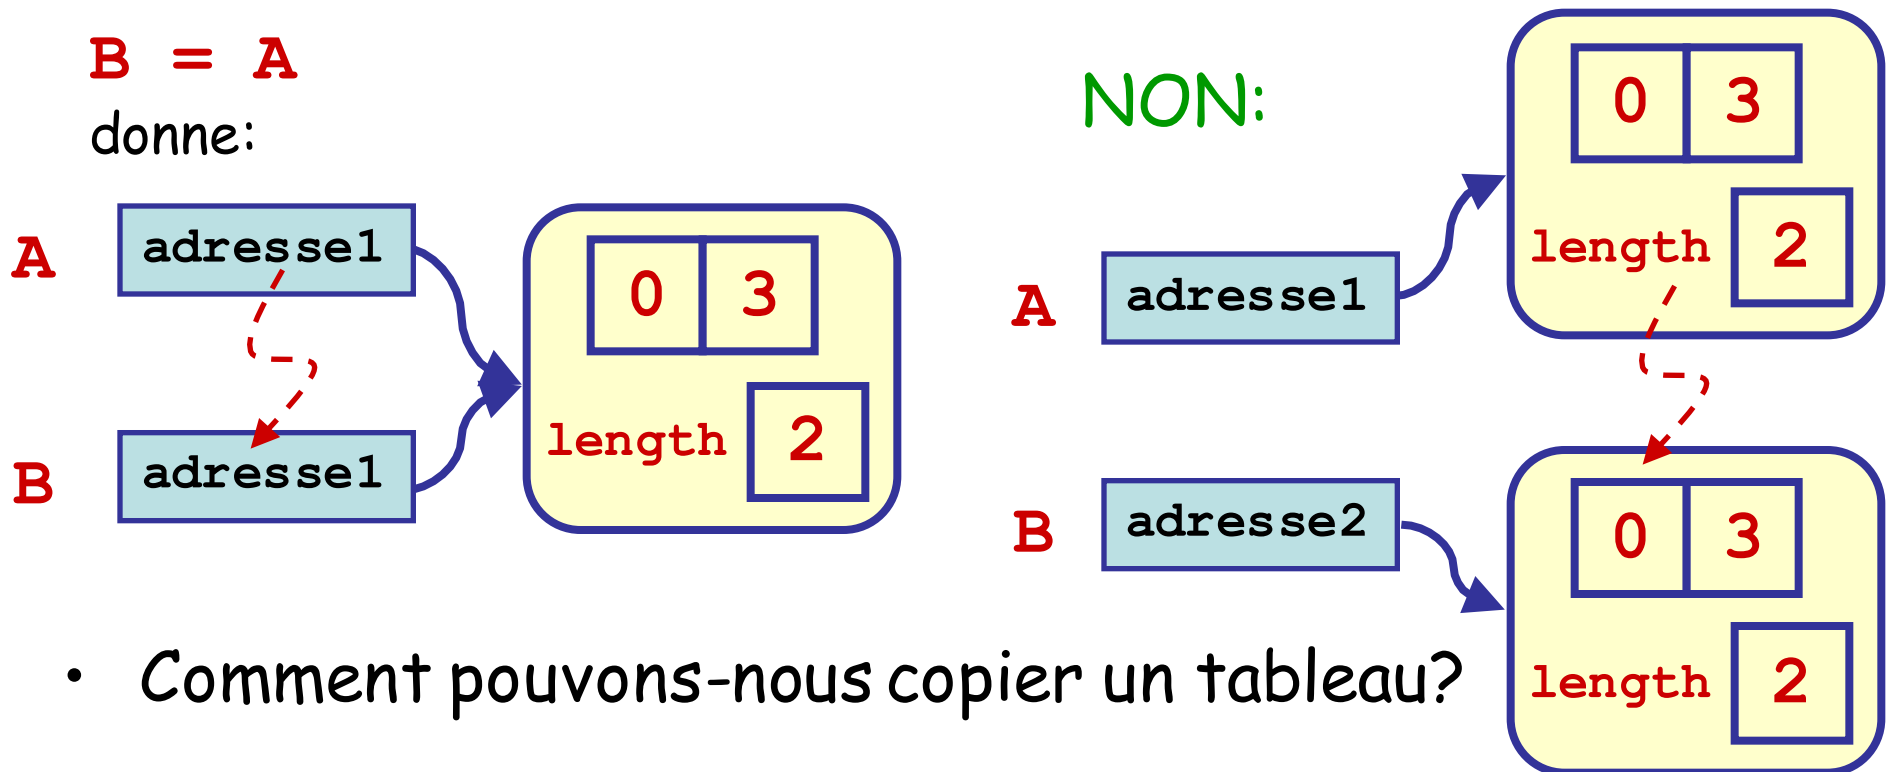 B = A
donne:
A
adresse1
B
adresse1
0 3
length 2
NON:
A
adresse1
0 3
length 2
B
adresse2
0 3
length 2
• Comment pouvons-nous copier un tableau?